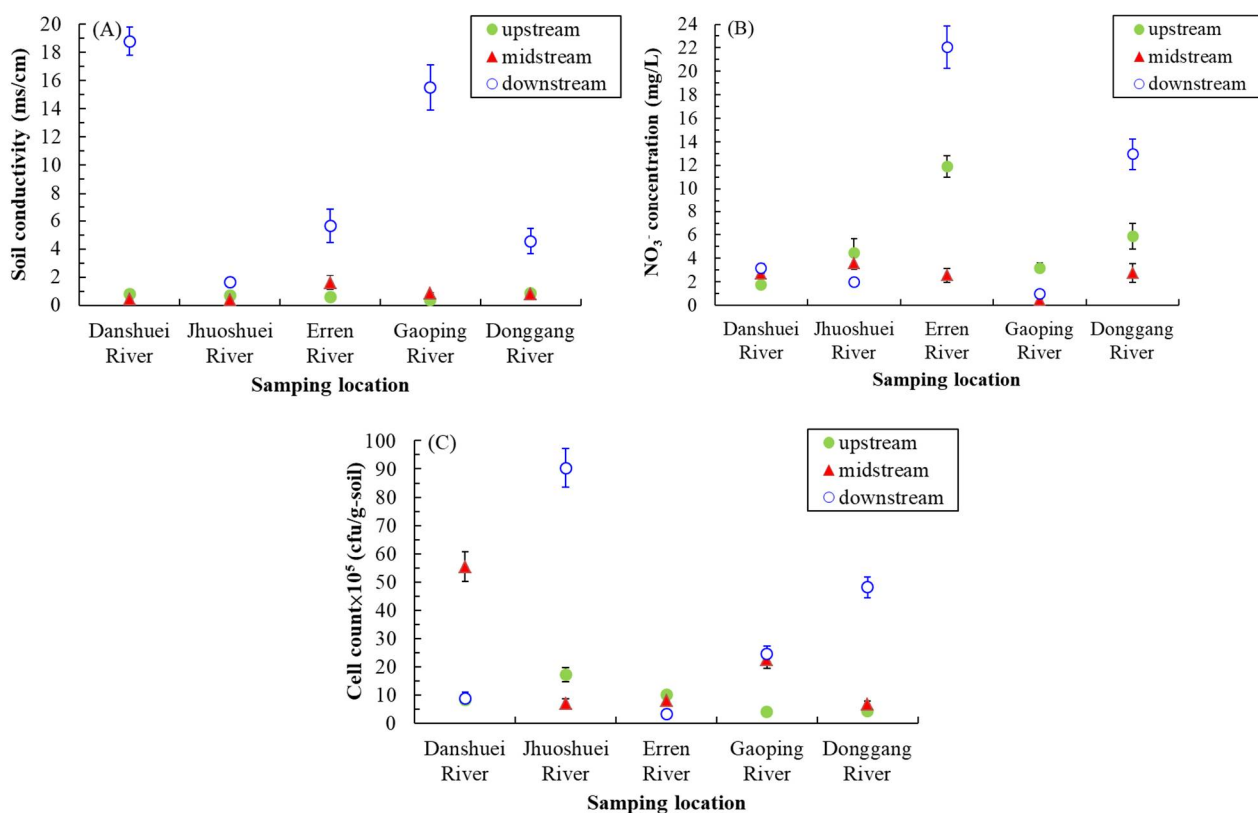 (A)
upstream
midstream
downstream
Soil conductivity (ms/cm)
20
18
16
14
12
10
8
6
4
2
0
Danshuei River
Jhuoshuei River
Erren River
Gaoping River
Donggang River
Samping location
(B)
upstream
midstream
downstream
NO₃⁻ concentration (mg/L)
24
22
20
18
16
14
12
10
8
6
4
2
0
Danshuei River
Jhuoshuei River
Erren River
Gaoping River
Donggang River
Samping location
(C)
upstream
midstream
downstream
Cell count×10⁵ (cfu/g-soil)
100
90
80
70
60
50
40
30
20
10
0
Danshuei River
Jhuoshuei River
Erren River
Gaoping River
Donggang River
Samping location